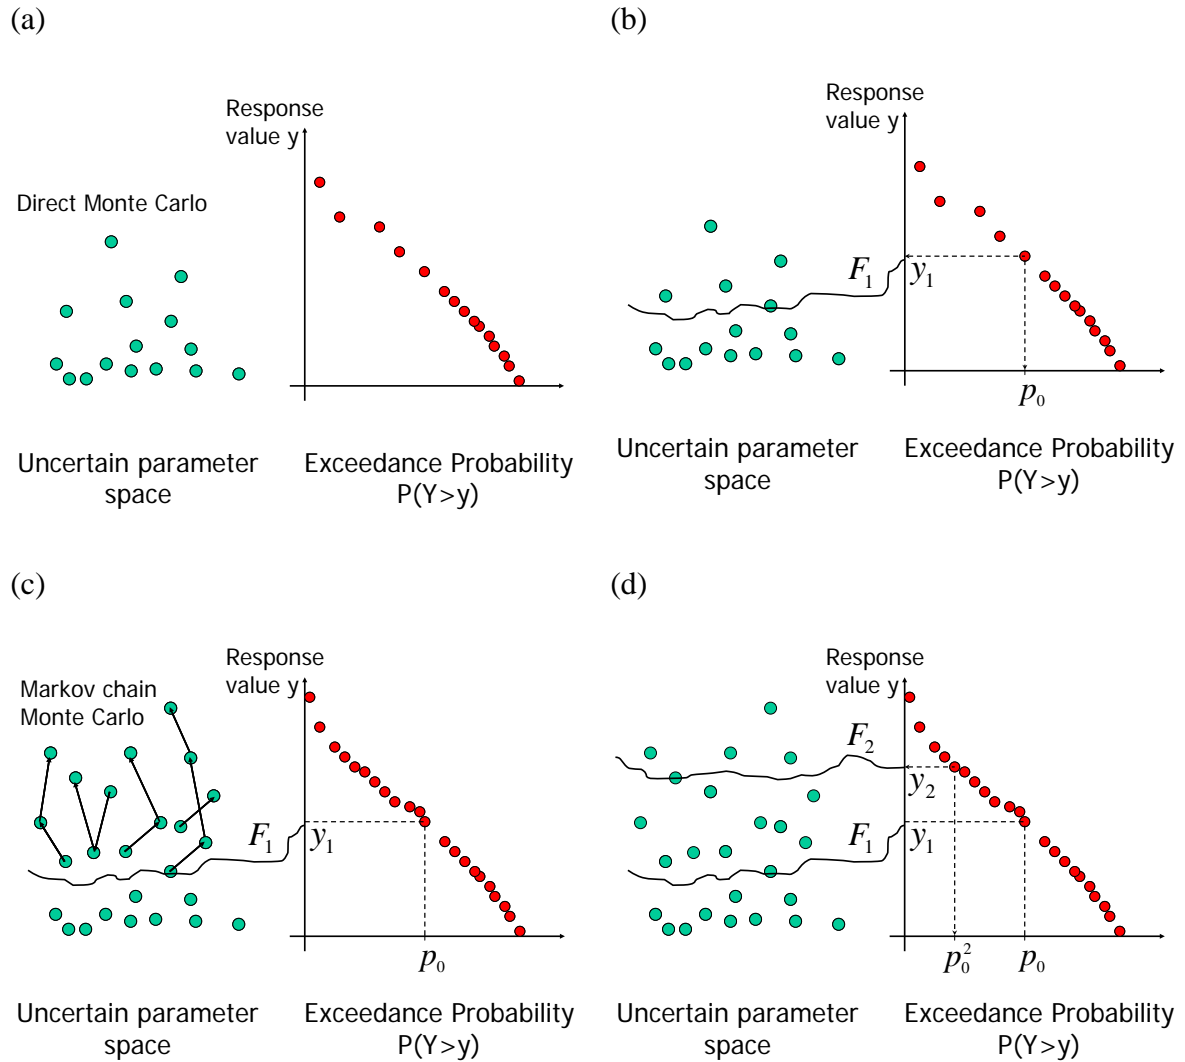 (a)
Response
value y
Direct Monte Carlo
Uncertain parameter
space
Exceedance Probability
P(Y>y)
(b)
Response
value y
F₁
y₁
p₀
Uncertain parameter
space
Exceedance Probability
P(Y>y)
(c)
Response
value y
Markov chain
Monte Carlo
F₁
y₁
p₀
Uncertain parameter
space
Exceedance Probability
P(Y>y)
(d)
Response
value y
F₂
y₂
F₁
y₁
p₀²
p₀
Uncertain parameter
space
Exceedance Probability
P(Y>y)